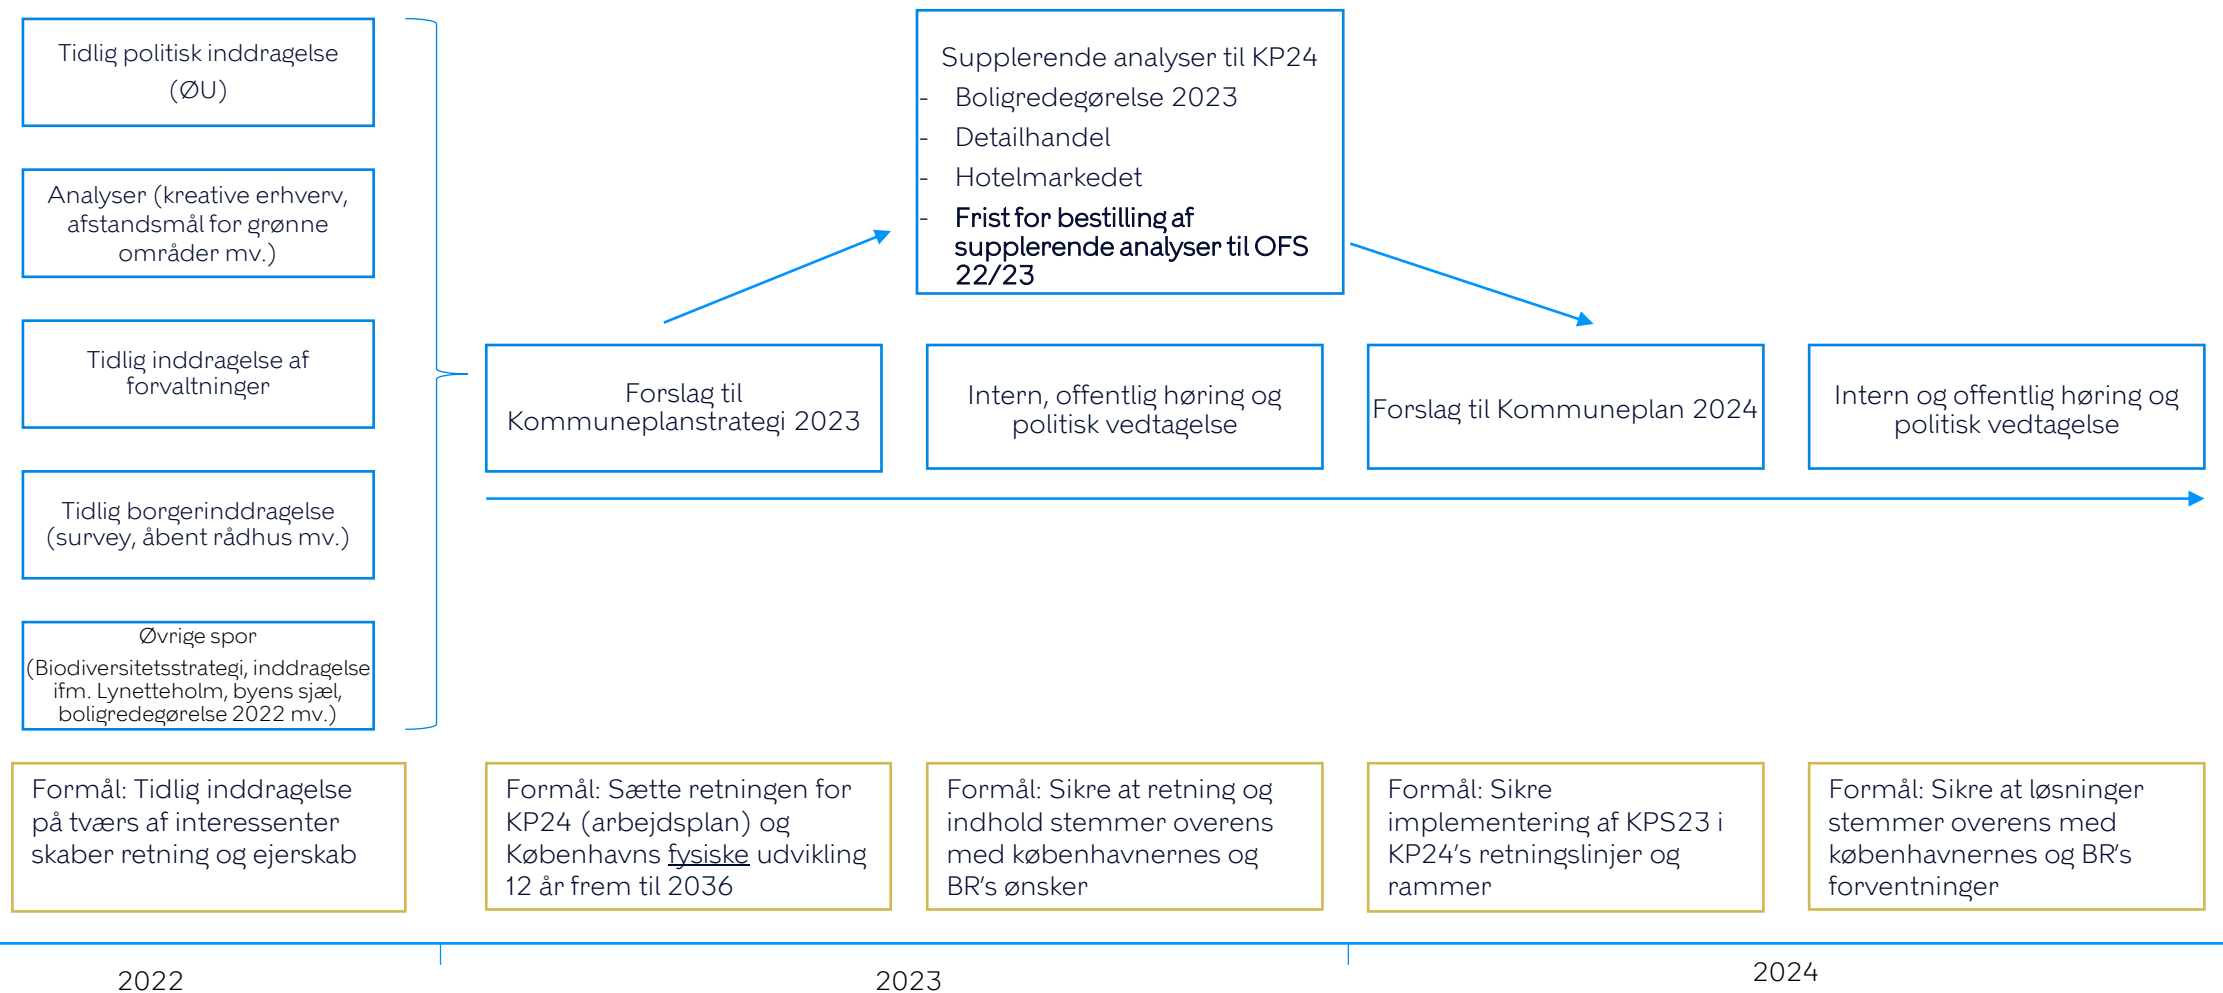 Tidlig politisk inddragelse
(ØU)
Analyser (kreative erhverv,
afstandsmål for grønne
områder mv.)
Tidlig inddragelse af
forvaltninger
Tidlig borgerinddragelse
(survey, åbent rådhus mv.)
Øvrige spor
(Biodiversitetsstrategi, inddragelse
ifm. Lynetteholm, byens sjæl,
boligredegørelse 2022 mv.)
Supplerende analyser til KP24
- Boligredegørelse 2023
- Detailhandel
- Hotelmarkedet
- Frist for bestilling af
supplerende analyser til OFS
22/23
Forslag til
Kommuneplanstrategi 2023
Intern, offentlig høring og
politisk vedtagelse
Forslag til Kommuneplan 2024
Intern og offentlig høring og
politisk vedtagelse
Formål: Tidlig inddragelse
på tværs af interessenter
skaber retning og ejerskab
Formål: Sætte retningen for
KP24 (arbejdsplan) og
Københavns fysiske udvikling
12 år frem til 2036
Formål: Sikre at retning og
indhold stemmer overens
med københavnernes og
BR's ønsker
Formål: Sikre
implementering af KPS23 i
KP24's retningslinjer og
rammer
Formål: Sikre at løsninger
stemmer overens med
københavnernes og BR's
forventninger
2022
2023
2024